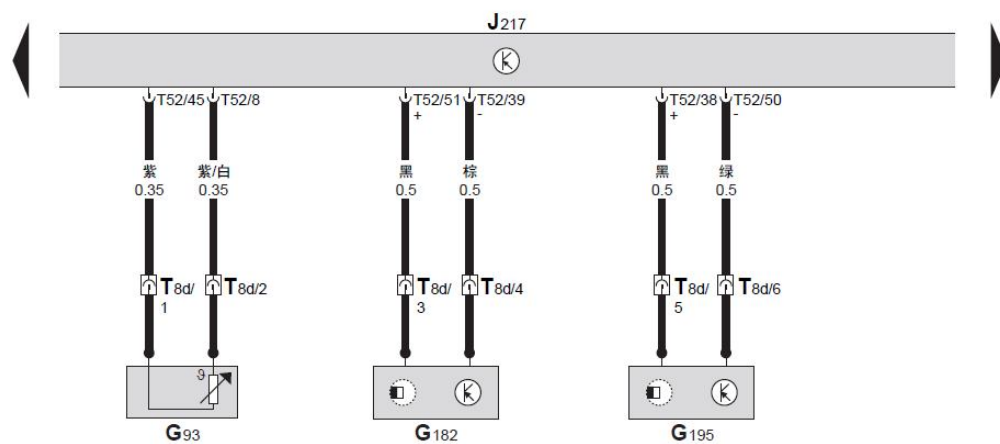 J217
T52/45 T52/8 T52/51 T52/39 T52/38 T52/50
+ - + -
紫 紫/白 黑 棕 黑 绿
0.35 0.35 0.5 0.5 0.5 0.5
T8d/ T8d/2 T8d/ T8d/4 T8d/ T8d/6
1 3 5
ϑ
G93 G182 G195